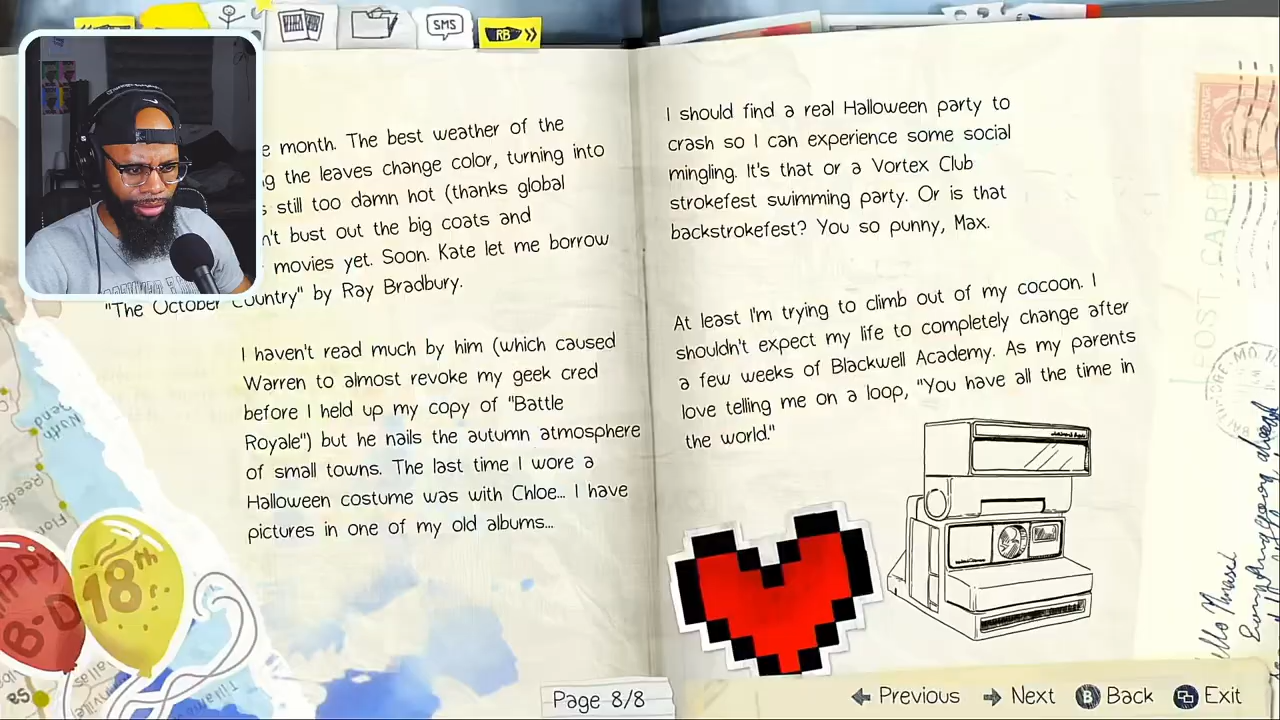 SMS
RB
e month. The best weather of the
g the leaves change color, turning into
s still too damn hot (thanks global
n't bust out the big coats and
movies yet. Soon. Kate let me borrow
"The October Country" by Ray Bradbury.
I haven't read much by him (which caused
Warren to almost revoke my geek cred
before I held up my copy of "Battle
Royale") but he nails the autumn atmosphere
of small towns. The last time I wore a
Halloween costume was with Chloe... I have
pictures in one of my old albums...
18th
I should find a real Halloween party to
crash so I can experience some social
mingling. It's that or a Vortex Club
strokefest swimming party. Or is that
backstrokefest? You so punny, Max.
At least I'm trying to climb out of my cocoon. I
shouldn't expect my life to completely change after
a few weeks of Blackwell Academy. As my parents
love telling me on a loop, "You have all the time in
the world."
POST CARD
Page 8/8
Previous
Next
B Back
Exit